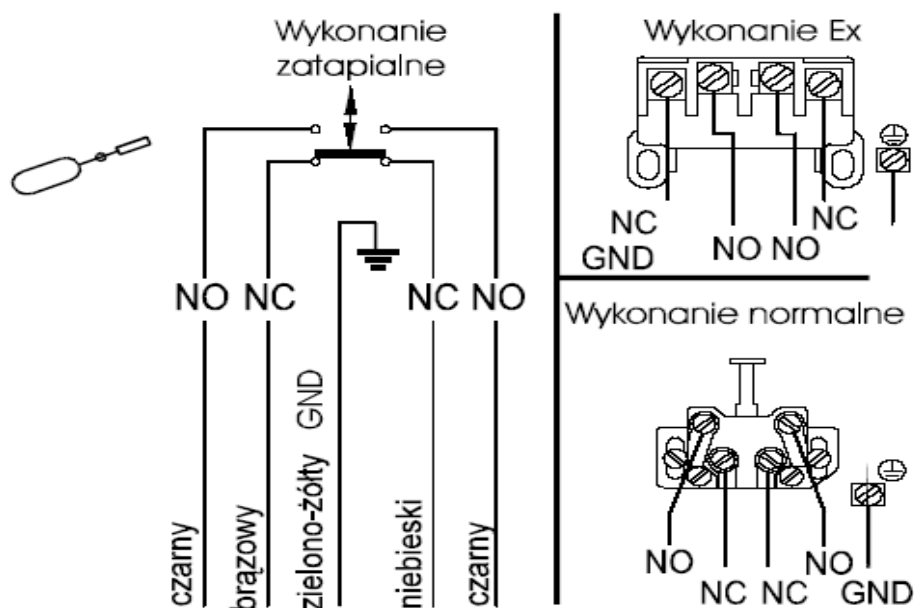 Wykonanie
zatapialne
NO NC NC NO
czarny
brązowy
zielono-żółty GND
niebieski
czarny
Wykonanie Ex
NC NO NO NC
GND
Wykonanie normalne
NO NC NC NO GND